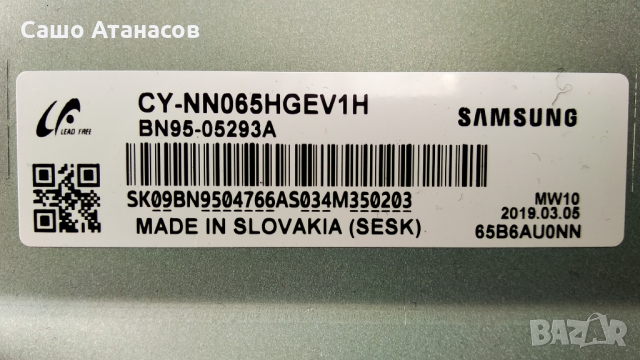 Сашо Атанасов
CY-NN065HGEV1H
BN95-05293A
SAMSUNG
LEAD FREE
SK09BN9504766AS034M350203
MADE IN SLOVAKIA (SESK)
MW10
2019.03.05
65B6AU0NN
BAZAR